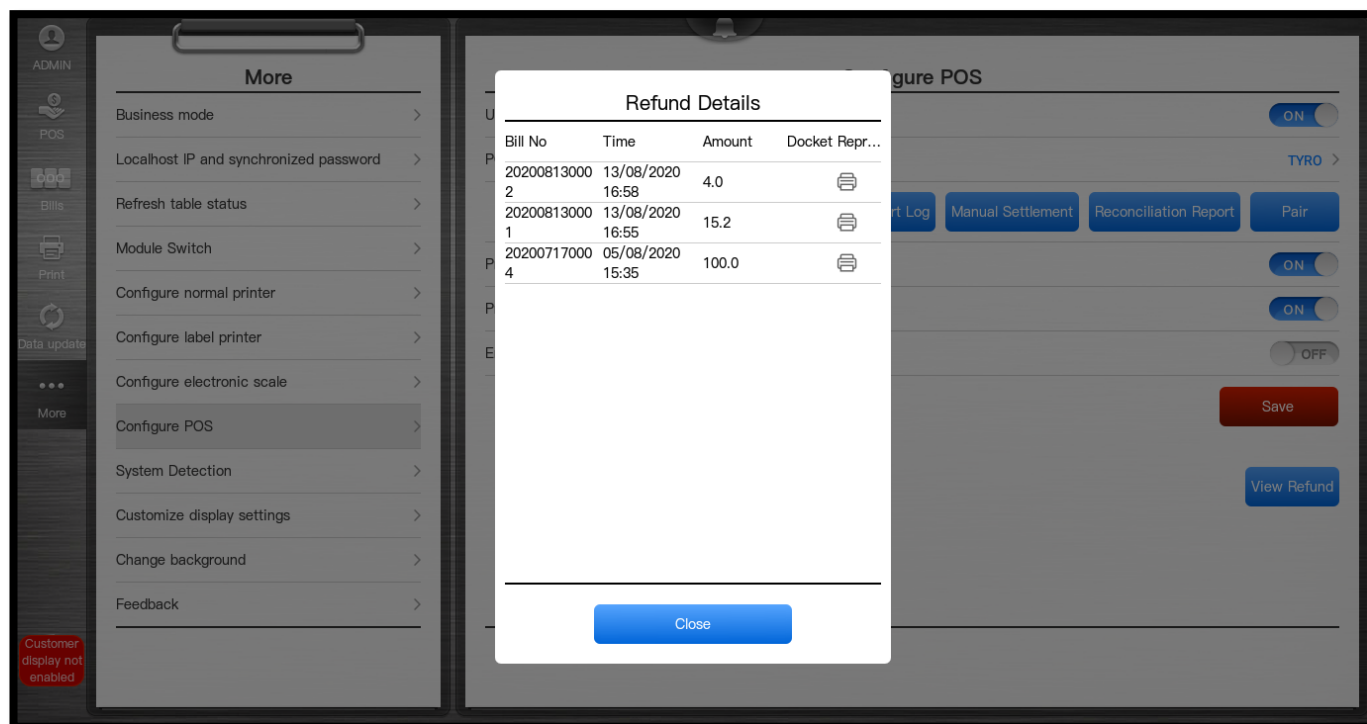 ADMIN
POS
Bills
Print
Data update
More
Customer
display not
enabled
More
Business mode
Localhost IP and synchronized password
Refresh table status
Module Switch
Configure normal printer
Configure label printer
Configure electronic scale
Configure POS
System Detection
Customize display settings
Change background
Feedback
gure POS
U
ON
P
TYRO
rt Log
Manual Settlement
Reconciliation Report
Pair
P
ON
P
ON
E
OFF
Save
View Refund
Refund Details
Bill No Time Amount Docket Repr...
20200813000 13/08/2020
2 16:58
4.0
20200813000 13/08/2020
1 16:55
15.2
20200717000 05/08/2020
4 15:35
100.0
Close